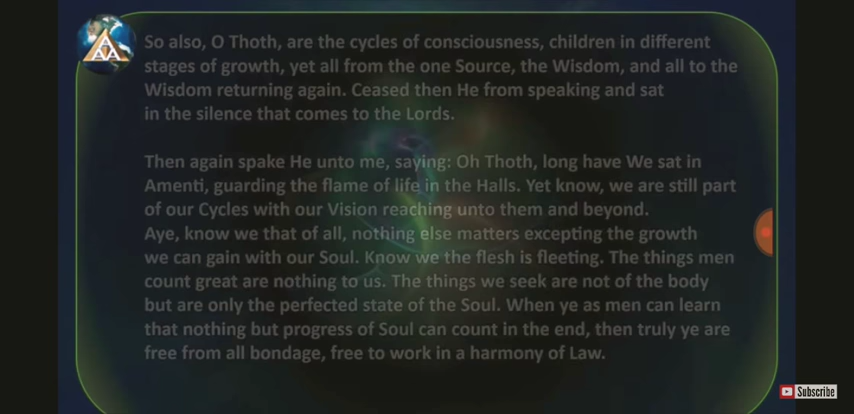 So also, O Thoth, are the cycles of consciousness, children in different
stages of growth, yet all from the one Source, the Wisdom, and all to the
Wisdom returning again. Ceased then He from speaking and sat
in the silence that comes to the Lords.
Then again spake He unto me, saying: Oh Thoth, long have We sat in
Amenti, guarding the flame of life in the Halls. Yet know, we are still part
of our Cycles with our Vision reaching unto them and beyond.
Aye, know we that of all, nothing else matters excepting the growth
we can gain with our Soul. Know we the flesh is fleeting. The things men
count great are nothing to us. The things we seek are not of the body
but are only the perfected state of the Soul. When ye as men can learn
that nothing but progress of Soul can count in the end, then truly ye are
free from all bondage, free to work in a harmony of Law.
Subscribe